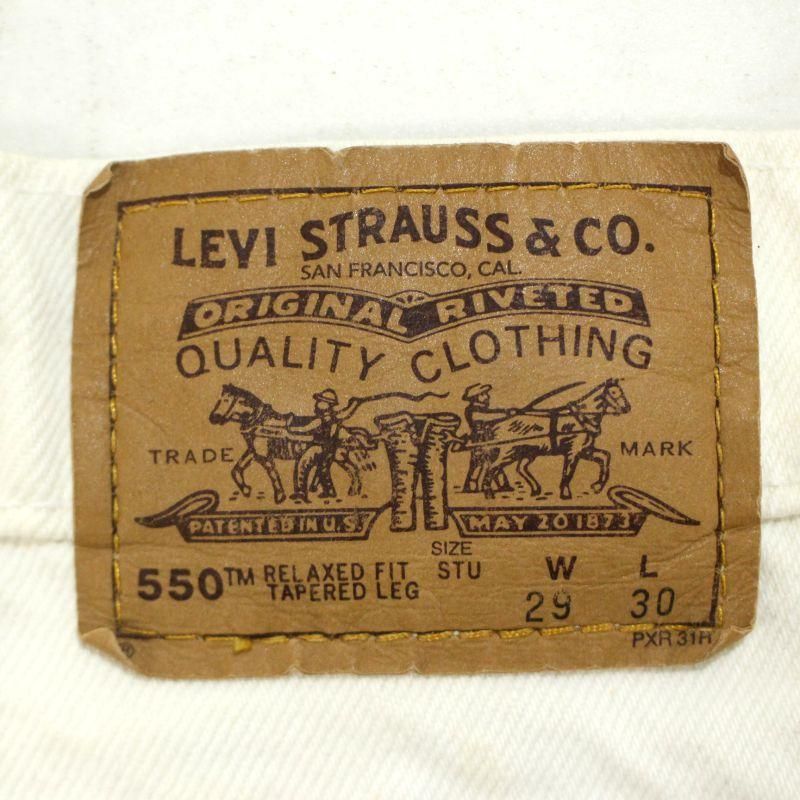 LEVI STRAUSS & CO.
SAN FRANCISCO, CAL.
ORIGINAL RIVETED
QUALITY CLOTHING
TRADE MARK
PATENTED IN U.S. MAY 20 1873
550™ RELAXED FIT TAPERED LEG
SIZE
STU
W L
29 30
PXR 31H
®